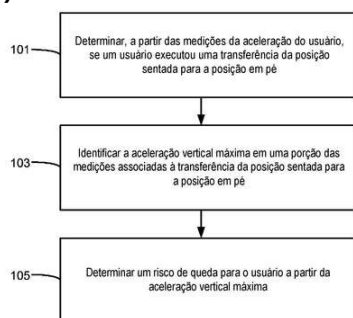 101
Determinar, a partir das medições da aceleração do usuário,
se um usuário executou uma transferência da posição
sentada para a posição em pé
103
Identificar a aceleração vertical máxima em uma porção das
medições associadas à transferência da posição sentada para
a posição em pé
105
Determinar um risco de queda para o usuário a partir da
aceleração vertical máxima